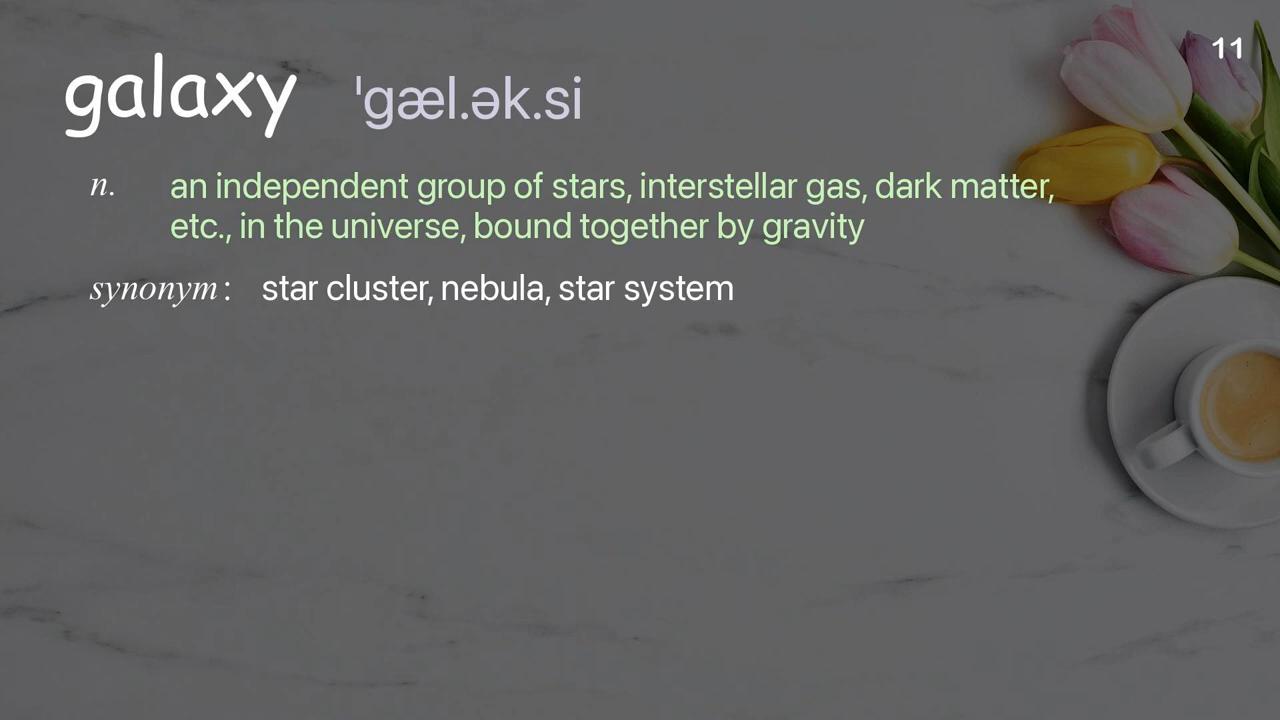 11
galaxy ˈgæl.ək.si
n. an independent group of stars, interstellar gas, dark matter,
etc., in the universe, bound together by gravity
synonym : star cluster, nebula, star system